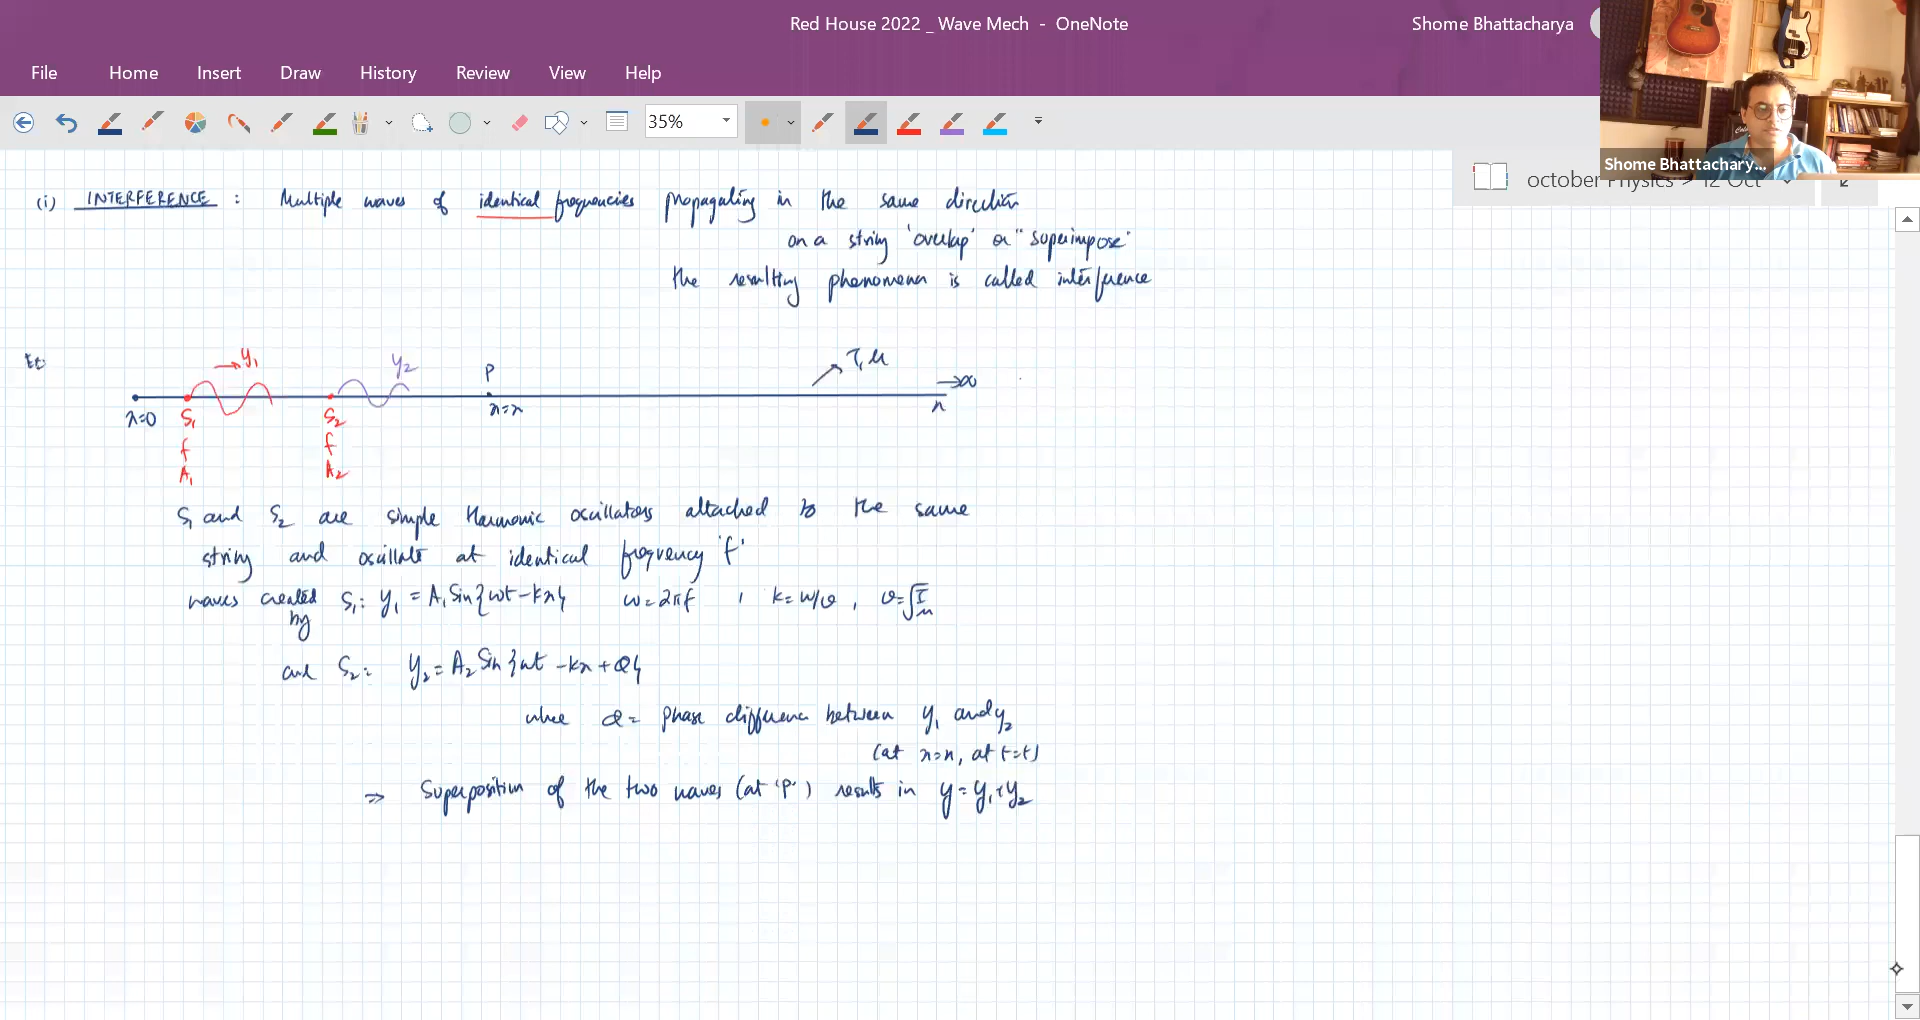 Red House 2022 _ Wave Mech - OneNote
Shome Bhattacharya
File Home Insert Draw History Review View Help
35%
Shome Bhattachary...
october Physics > 12 Oct
(i) INTERFERENCE : Multiple waves of identical frequencies propagating in the same direction
on a string 'overlap' or "superimpose"
the resulting phenomena is called interference
y₁ y₂ P T, μ
→∞
x=0 S₁ S₂ x=x x
f f
A₁ A₂
S₁ and S₂ are simple Harmonic oscillators attached to the same
string and oscillate at identical frequency 'f'
waves created S₁: y₁ = A₁ Sin{ωt-kx} ω=2πf , k=ω/v , v=√T/μ
by
and S₂: y₂ = A₂ Sin{ωt -kx + Q}
where Q= phase difference between y₁ and y₂
(at x=x, at t=t)
⇒ Superposition of the two waves (at 'P') results in y=y₁+y₂